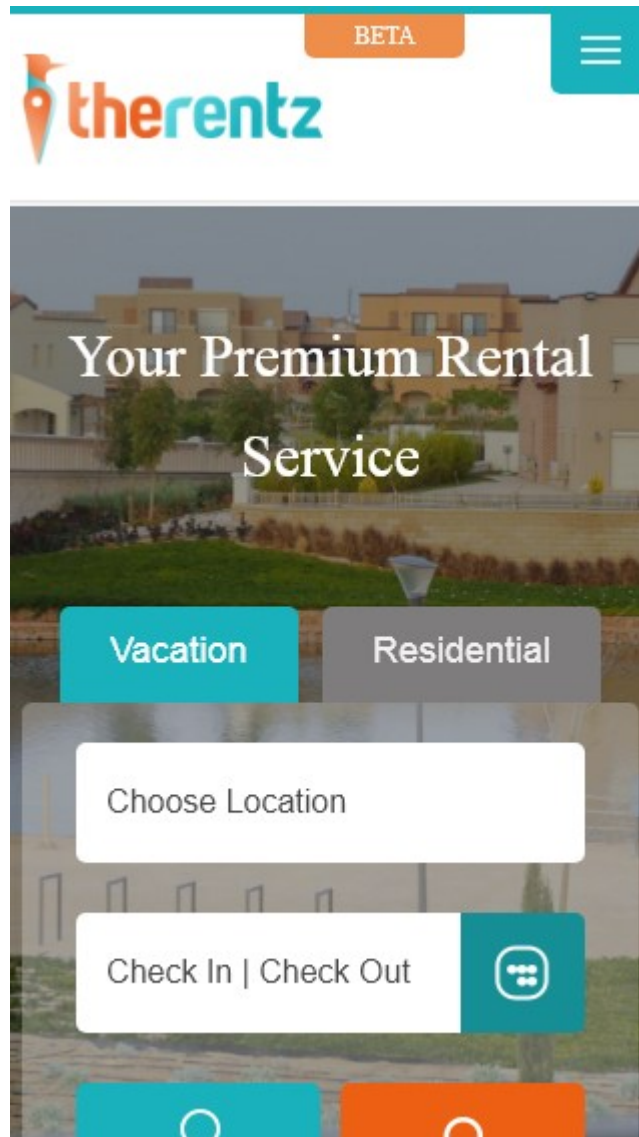 BETA
therentz
Your Premium Rental
Service
Vacation
Residential
Choose Location
Check In | Check Out